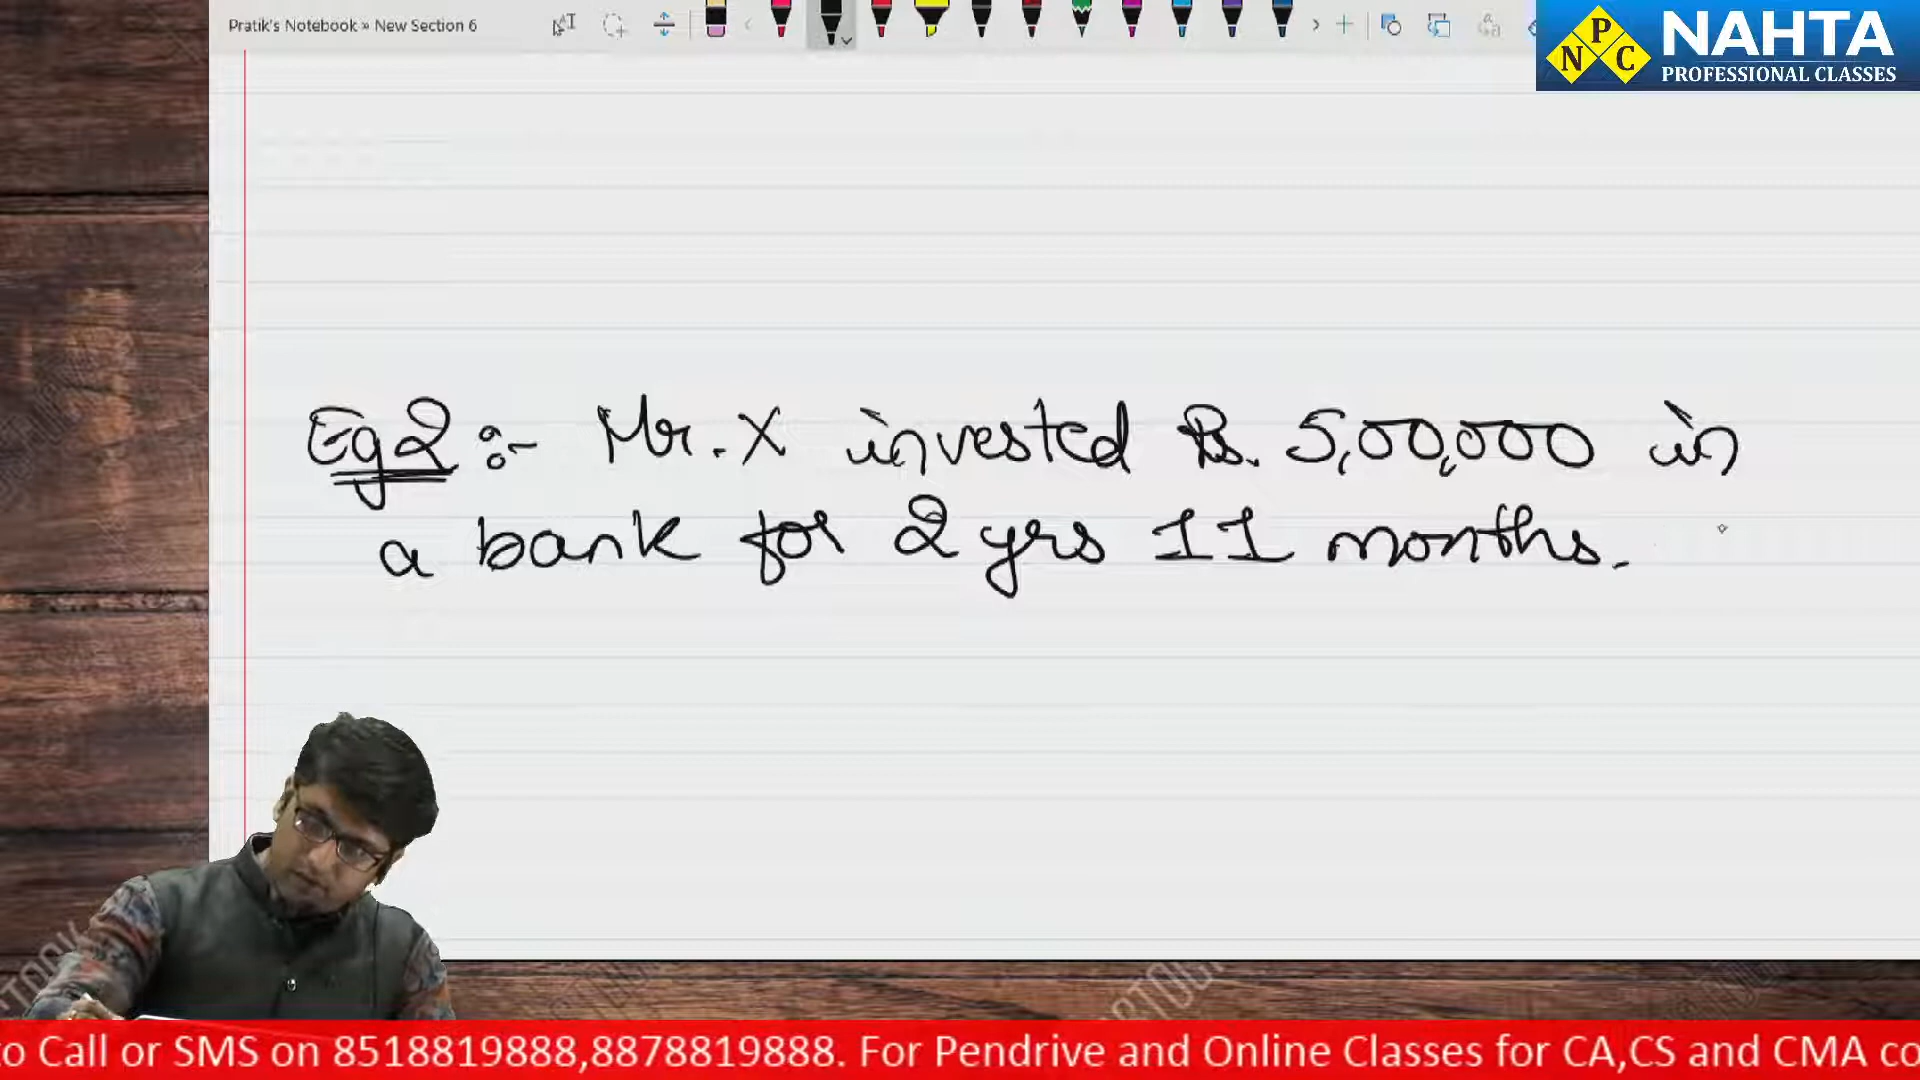 Pratik's Notebook » New Section 6
N P C
NAHTA
PROFESSIONAL CLASSES
Eg2:- Mr. X invested Rs. 5,00,000 in
a bank for 2 yrs 11 months.
to Call or SMS on 8518819888,8878819888. For Pendrive and Online Classes for CA,CS and CMA co